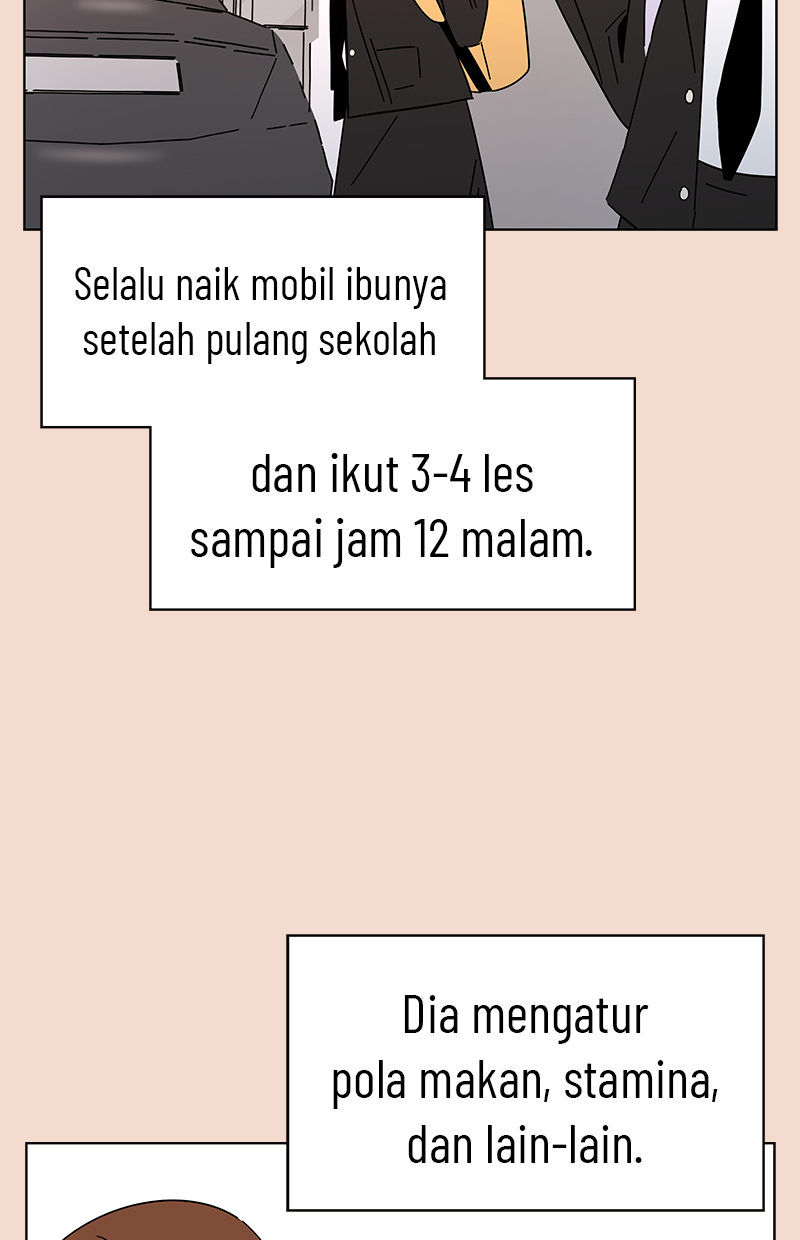 Selalu naik mobil ibunya
setelah pulang sekolah
dan ikut 3-4 les
sampai jam 12 malam.
Dia mengatur
pola makan, stamina,
dan lain-lain.